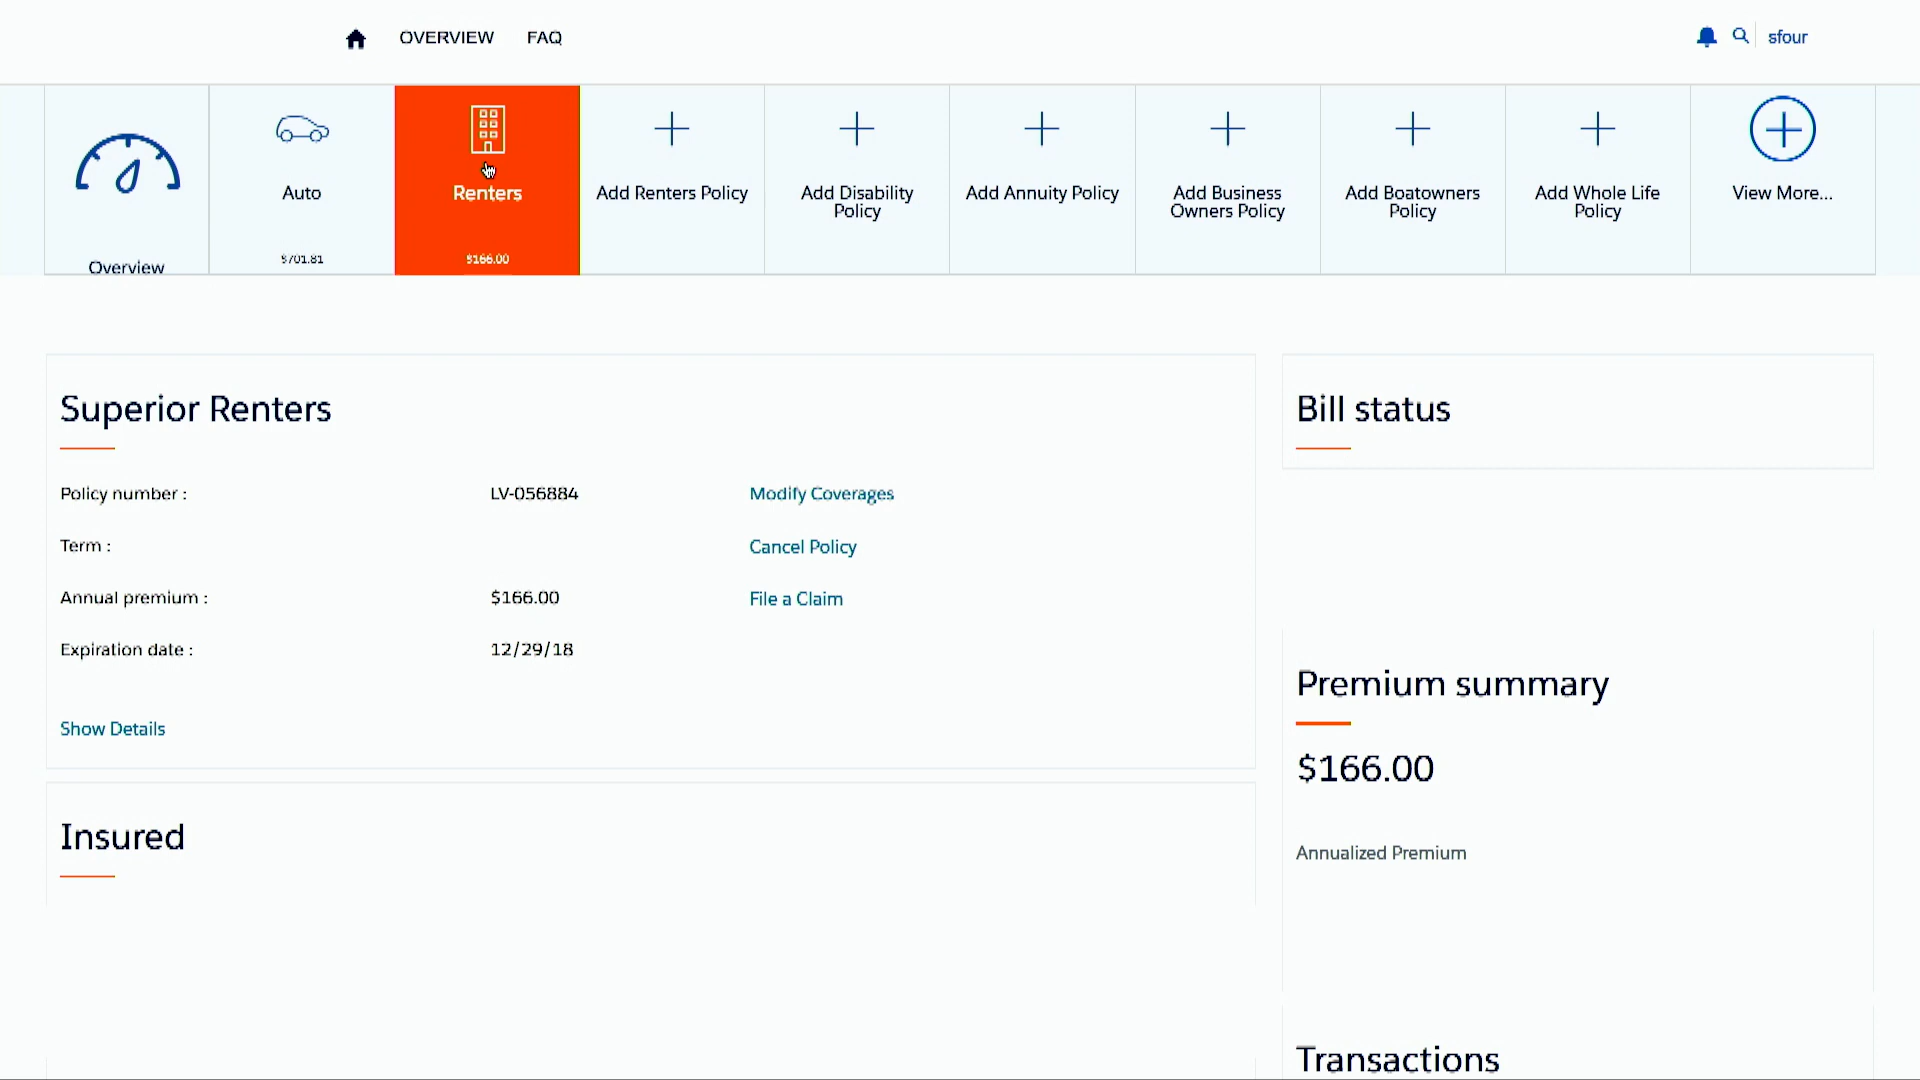 OVERVIEW FAQ
sfour
Overview
Auto
$701.81
Renters
$166.00
Add Renters Policy
Add Disability
Policy
Add Annuity Policy
Add Business
Owners Policy
Add Boatowners
Policy
Add Whole Life
Policy
View More...
Superior Renters
Policy number : LV-056884 Modify Coverages
Term : Cancel Policy
Annual premium : $166.00 File a Claim
Expiration date : 12/29/18
Show Details
Insured
Bill status
Premium summary
$166.00
Annualized Premium
Transactions